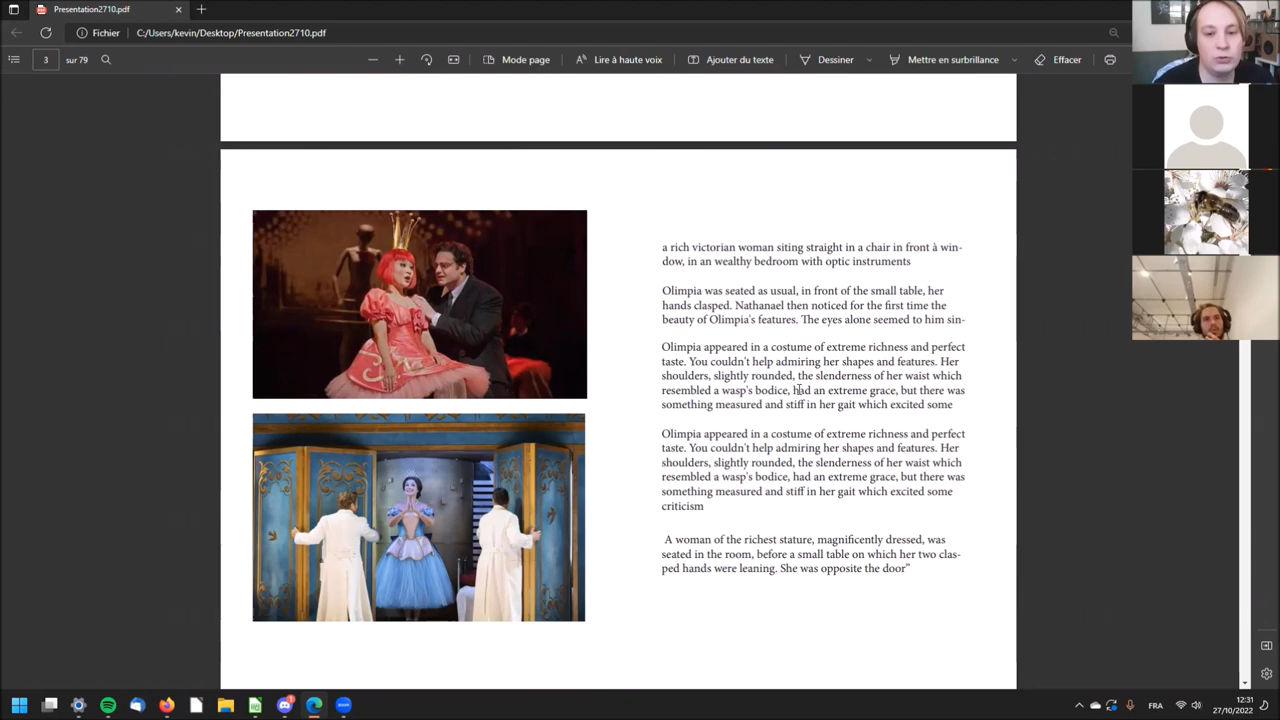 Presentation2710.pdf
Fichier
C:/Users/kevin/Desktop/Presentation2710.pdf
3 sur 79
Mode page
Lire à haute voix
Ajouter du texte
Dessiner
Mettre en surbrillance
Effacer
a rich victorian woman siting straight in a chair in front à win-
dow, in an wealthy bedroom with optic instruments
Olimpia was seated as usual, in front of the small table, her
hands clasped. Nathanael then noticed for the first time the
beauty of Olimpia's features. The eyes alone seemed to him sin-
Olimpia appeared in a costume of extreme richness and perfect
taste. You couldn't help admiring her shapes and features. Her
shoulders, slightly rounded, the slenderness of her waist which
resembled a wasp's bodice, had an extreme grace, but there was
something measured and stiff in her gait which excited some
Olimpia appeared in a costume of extreme richness and perfect
taste. You couldn't help admiring her shapes and features. Her
shoulders, slightly rounded, the slenderness of her waist which
resembled a wasp's bodice, had an extreme grace, but there was
something measured and stiff in her gait which excited some
criticism
A woman of the richest stature, magnificently dressed, was
seated in the room, before a small table on which her two clas-
ped hands were leaning. She was opposite the door"
FRA
12:31
27/10/2022